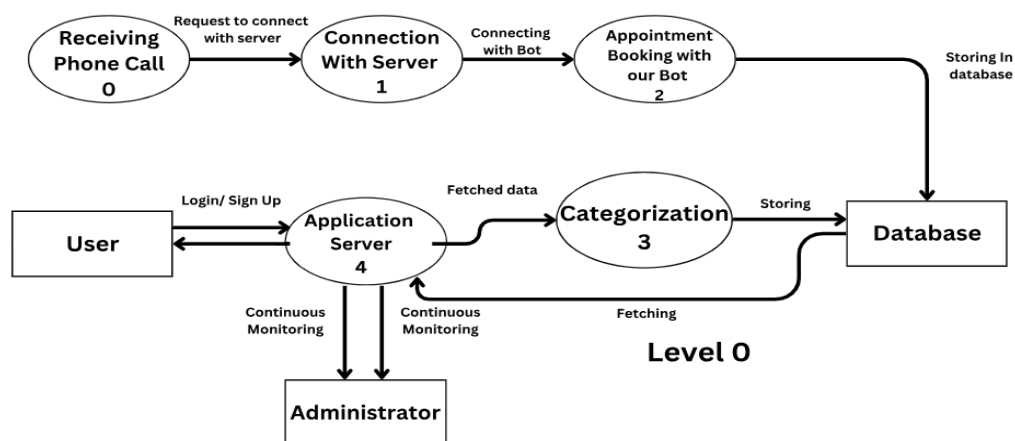 Receiving
Phone Call
0
Request to connect
with server
Connection
With Server
1
Connecting
with Bot
Appointment
Booking with
our Bot
2
Storing In
database
User
Login/ Sign Up
Application
Server
4
Fetched data
Categorization
3
Storing
Database
Fetching
Continuous
Monitoring
Continuous
Monitoring
Level 0
Administrator